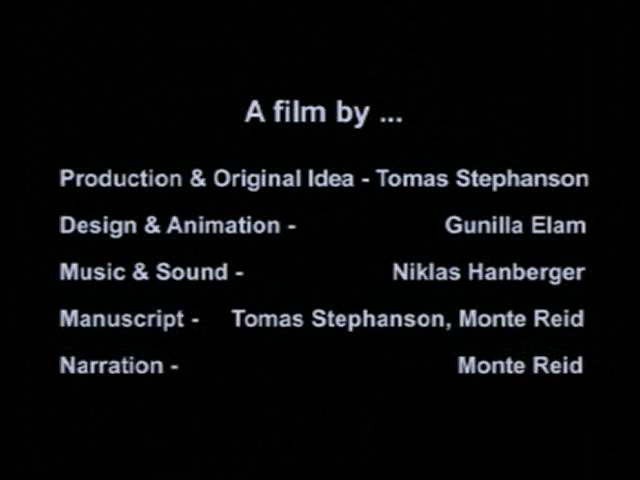 A film by ...
Production & Original Idea - Tomas Stephanson
Design & Animation - Gunilla Elam
Music & Sound - Niklas Hanberger
Manuscript - Tomas Stephanson, Monte Reid
Narration - Monte Reid